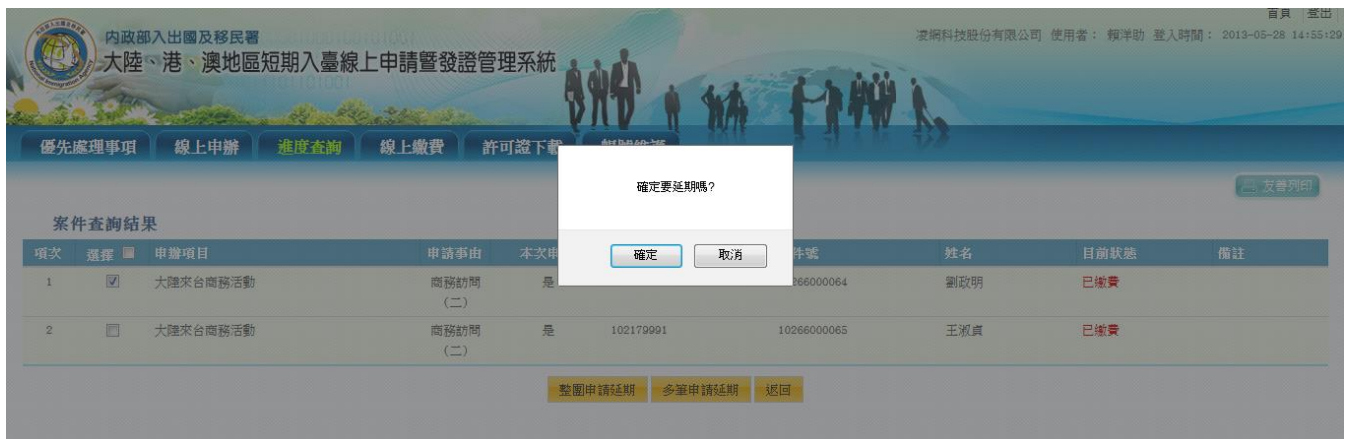 首頁 登出
內政部入出國及移民署
凌網科技股份有限公司 使用者： 賴洋助 登入時間： 2013-05-28 14:55:29
大陸、港、澳地區短期入臺線上申請暨發證管理系統
優先處理事項 線上申辦 進度查詢 線上繳費 許可證下載
確定要延期嗎?
友善列印
案件查詢結果
確定 取消
項次 選擇 申辦項目 申請事由 本次申 件號 姓名 目前狀態 備註
1 大陸來台商務活動 商務訪問 是 266000064 劉政明 已繳費
(二)
2 大陸來台商務活動 商務訪問 是 102179991 10266000065 王淑貞 已繳費
(二)
整團申請延期 多筆申請延期 返回